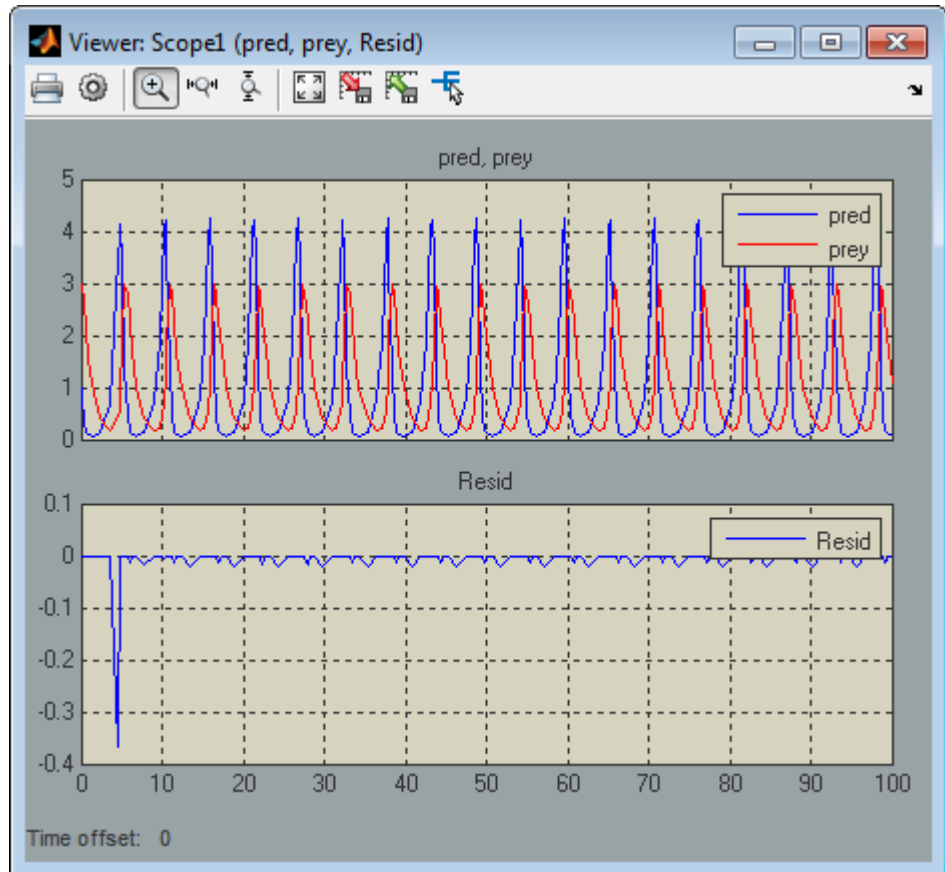 Viewer: Scope1 (pred, prey, Resid)
pred, prey
5
4
3
2
1
0
pred
prey
Resid
0.1
0
-0.1
-0.2
-0.3
-0.4
Resid
0 10 20 30 40 50 60 70 80 90 100
Time offset: 0